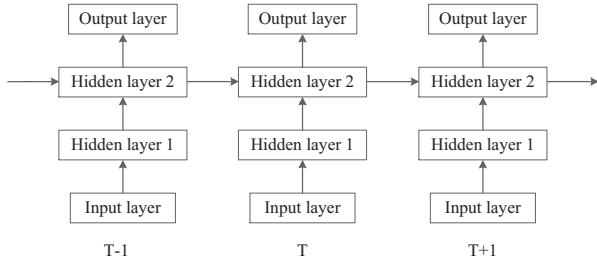 Output layer Output layer Output layer
Hidden layer 2 Hidden layer 2 Hidden layer 2
Hidden layer 1 Hidden layer 1 Hidden layer 1
Input layer Input layer Input layer
T-1 T T+1